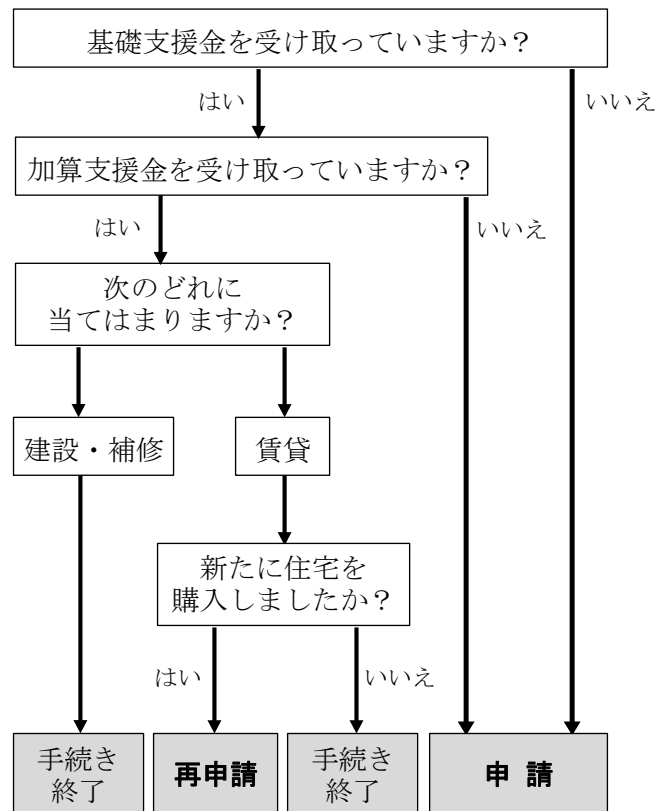 基礎支援金を受け取っていますか？
はい
いいえ
加算支援金を受け取っていますか？
はい
いいえ
次のどれに
当てはまりますか？
建設・補修
賃貸
新たに住宅を
購入しましたか？
はい
いいえ
手続き
終了
再申請
手続き
終了
申 請